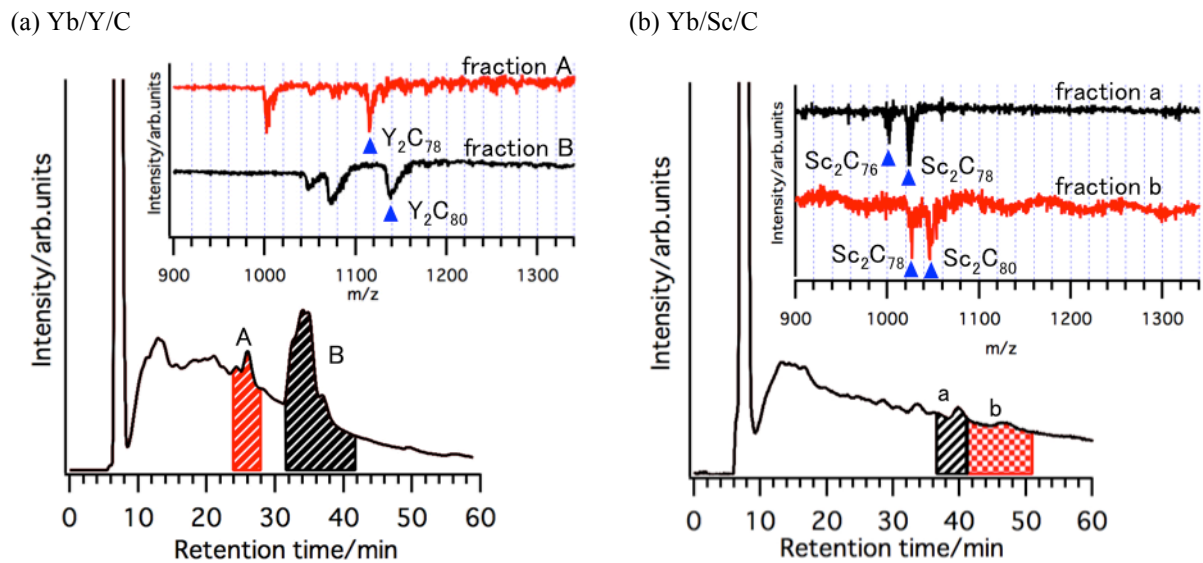 (a) Yb/Y/C
Intensity/arb.units
Intensity/arb.units
fraction A
Y₂C₇₈
fraction B
Y₂C₈₀
900 1000 1100 1200 1300
m/z
A
B
0 10 20 30 40 50 60
Retention time/min
(b) Yb/Sc/C
Intensity/arb.units
Intensity/arb.units
fraction a
Sc₂C₇₆ Sc₂C₇₈
fraction b
Sc₂C₇₈ Sc₂C₈₀
900 1000 1100 1200 1300
m/z
a
b
0 10 20 30 40 50 60
Retention time/min